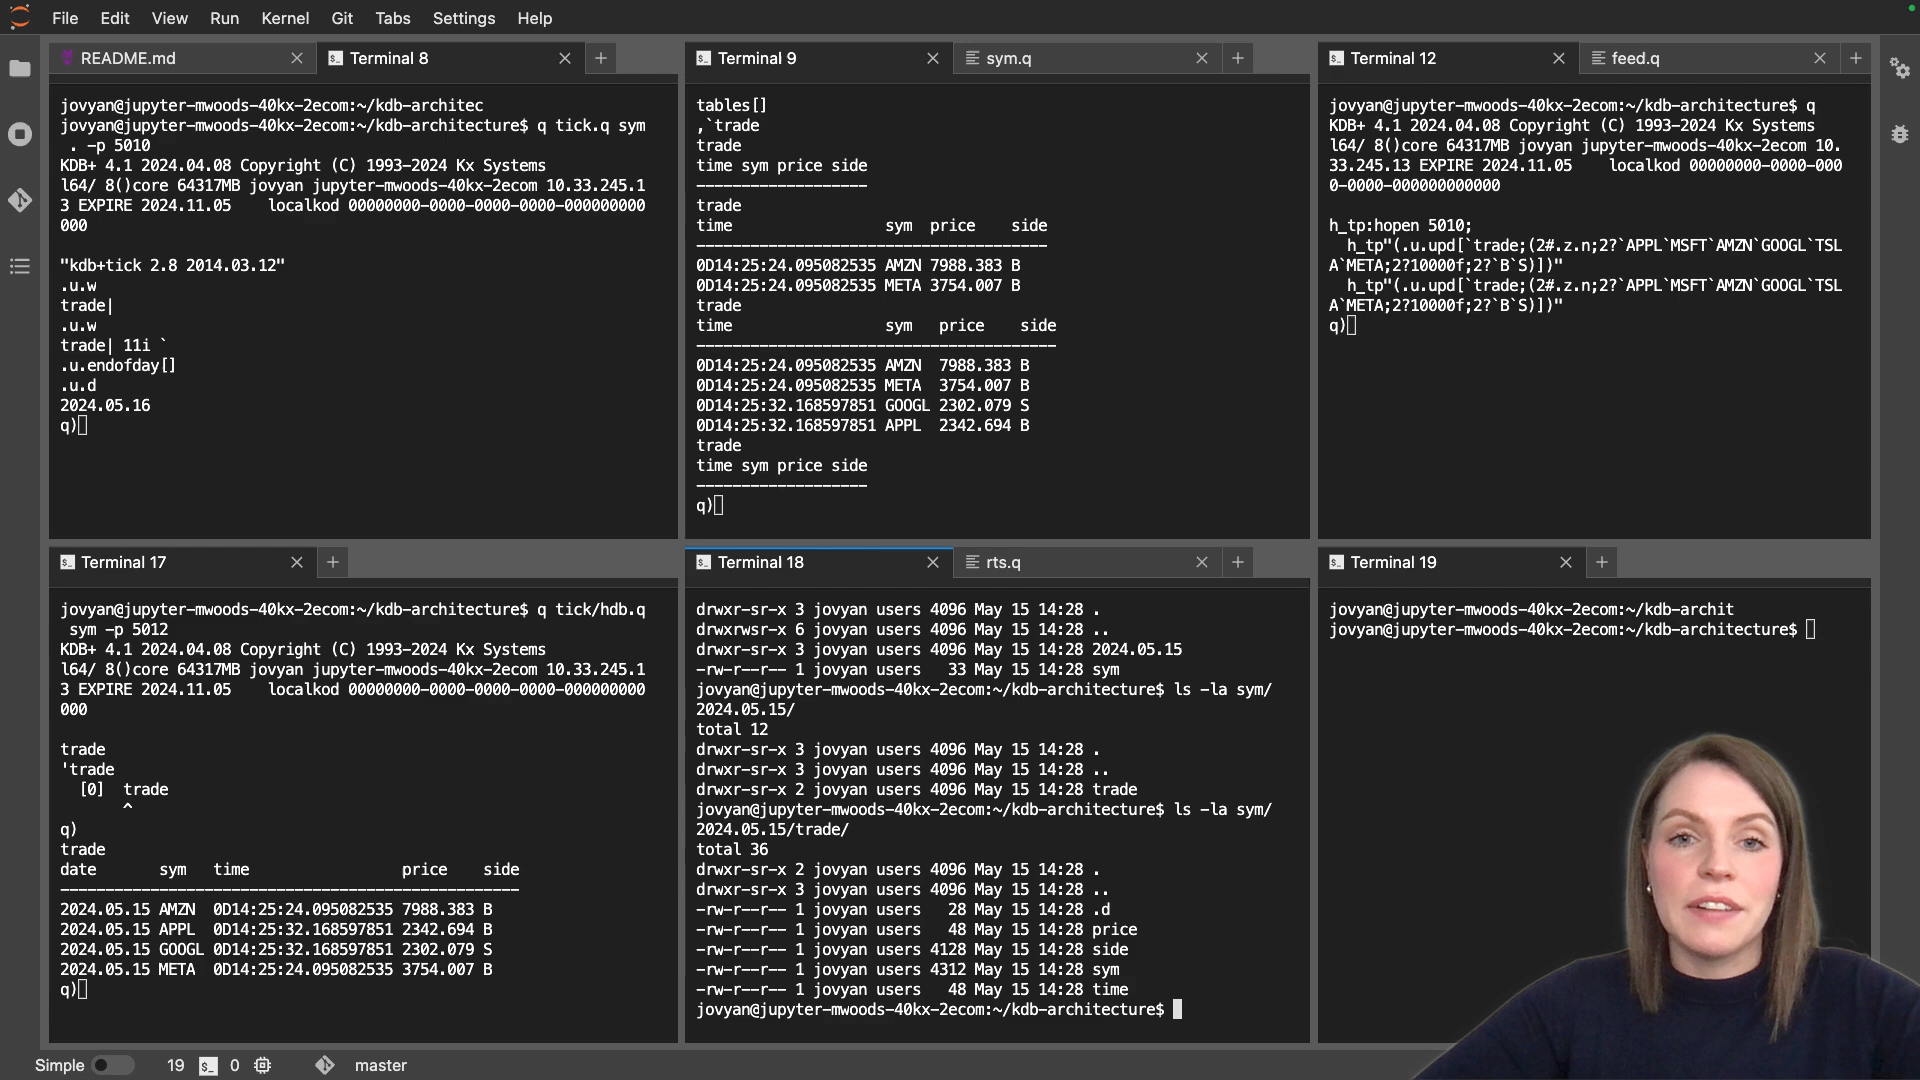 File Edit View Run Kernel Git Tabs Settings Help
README.md
Terminal 8
jovyan@jupyter-mwoods-40kx-2ecom:~/kdb-architec
jovyan@jupyter-mwoods-40kx-2ecom:~/kdb-architecture$ q tick.q sym
. -p 5010
KDB+ 4.1 2024.04.08 Copyright (C) 1993-2024 Kx Systems
l64/ 8()core 64317MB jovyan jupyter-mwoods-40kx-2ecom 10.33.245.1
3 EXPIRE 2024.11.05    localkod 00000000-0000-0000-0000-000000000
000
"kdb+tick 2.8 2014.03.12"
.u.w
trade|
.u.w
trade| 11i `
.u.endofday[]
.u.d
2024.05.16
q)
Terminal 9
sym.q
tables[]
,`trade
trade
time sym price side
-------------------
trade
time                 sym  price    side
---------------------------------------
0D14:25:24.095082535 AMZN 7988.383 B
0D14:25:24.095082535 META 3754.007 B
trade
time                 sym   price    side
----------------------------------------
0D14:25:24.095082535 AMZN  7988.383 B
0D14:25:24.095082535 META  3754.007 B
0D14:25:32.168597851 GOOGL 2302.079 S
0D14:25:32.168597851 APPL  2342.694 B
trade
time sym price side
-------------------
q)
Terminal 12
feed.q
jovyan@jupyter-mwoods-40kx-2ecom:~/kdb-architecture$ q
KDB+ 4.1 2024.04.08 Copyright (C) 1993-2024 Kx Systems
l64/ 8()core 64317MB jovyan jupyter-mwoods-40kx-2ecom 10.
33.245.13 EXPIRE 2024.11.05    localkod 00000000-0000-000
0-0000-000000000000
h_tp:hopen 5010;
h_tp"(.u.upd[`trade;(2#.z.n;2?`APPL`MSFT`AMZN`GOOGL`TSL
A`META;2?10000f;2?`B`S)])"
h_tp"(.u.upd[`trade;(2#.z.n;2?`APPL`MSFT`AMZN`GOOGL`TSL
A`META;2?10000f;2?`B`S)])"
q)
Terminal 17
jovyan@jupyter-mwoods-40kx-2ecom:~/kdb-architecture$ q tick/hdb.q
sym -p 5012
KDB+ 4.1 2024.04.08 Copyright (C) 1993-2024 Kx Systems
l64/ 8()core 64317MB jovyan jupyter-mwoods-40kx-2ecom 10.33.245.1
3 EXPIRE 2024.11.05    localkod 00000000-0000-0000-0000-000000000
000
trade
'trade
[0]  trade
^
q)
trade
date       sym   time                 price    side
---------------------------------------------------
2024.05.15 AMZN  0D14:25:24.095082535 7988.383 B
2024.05.15 APPL  0D14:25:32.168597851 2342.694 B
2024.05.15 GOOGL 0D14:25:32.168597851 2302.079 S
2024.05.15 META  0D14:25:24.095082535 3754.007 B
q)
Terminal 18
rts.q
drwxr-sr-x 3 jovyan users 4096 May 15 14:28 .
drwxrwsr-x 6 jovyan users 4096 May 15 14:28 ..
drwxr-sr-x 3 jovyan users 4096 May 15 14:28 2024.05.15
-rw-r--r-- 1 jovyan users   33 May 15 14:28 sym
jovyan@jupyter-mwoods-40kx-2ecom:~/kdb-architecture$ ls -la sym/
2024.05.15/
total 12
drwxr-sr-x 3 jovyan users 4096 May 15 14:28 .
drwxr-sr-x 3 jovyan users 4096 May 15 14:28 ..
drwxr-sr-x 2 jovyan users 4096 May 15 14:28 trade
jovyan@jupyter-mwoods-40kx-2ecom:~/kdb-architecture$ ls -la sym/
2024.05.15/trade/
total 36
drwxr-sr-x 2 jovyan users 4096 May 15 14:28 .
drwxr-sr-x 3 jovyan users 4096 May 15 14:28 ..
-rw-r--r-- 1 jovyan users   28 May 15 14:28 .d
-rw-r--r-- 1 jovyan users   48 May 15 14:28 price
-rw-r--r-- 1 jovyan users 4128 May 15 14:28 side
-rw-r--r-- 1 jovyan users 4312 May 15 14:28 sym
-rw-r--r-- 1 jovyan users   48 May 15 14:28 time
jovyan@jupyter-mwoods-40kx-2ecom:~/kdb-architecture$
Terminal 19
jovyan@jupyter-mwoods-40kx-2ecom:~/kdb-archit
jovyan@jupyter-mwoods-40kx-2ecom:~/kdb-architecture$
Simple 19 0 master